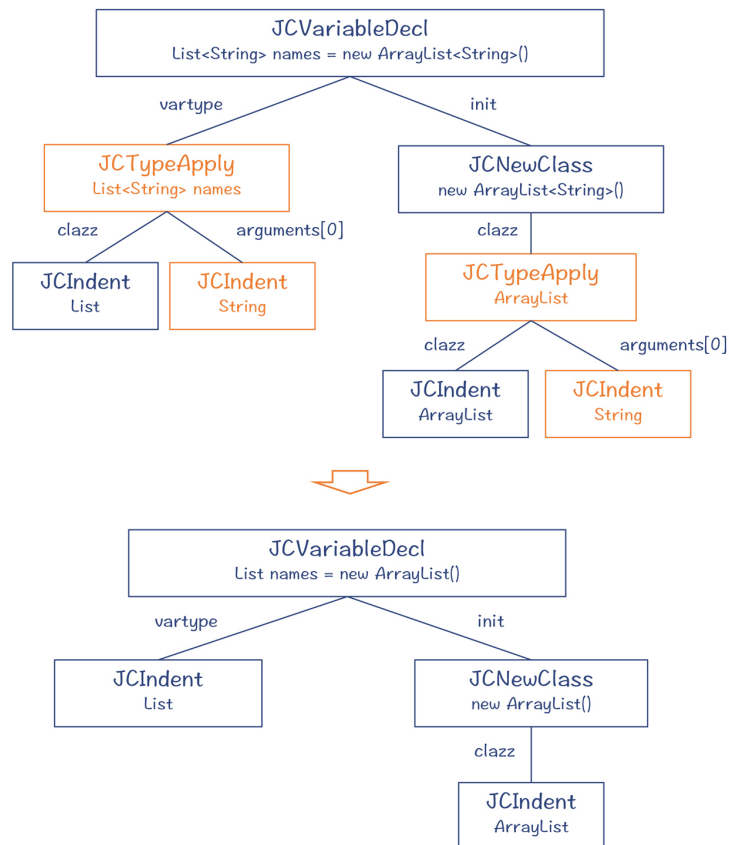 JCVariableDecl
List<String> names = new ArrayList<String>()
vartype
init
JCTypeApply
List<String> names
JCNewClass
new ArrayList<String>()
clazz
arguments[0]
clazz
JCIndent
List
JCIndent
String
JCTypeApply
ArrayList
clazz
arguments[0]
JCIndent
ArrayList
JCIndent
String
JCVariableDecl
List names = new ArrayList()
vartype
init
JCIndent
List
JCNewClass
new ArrayList()
clazz
JCIndent
ArrayList